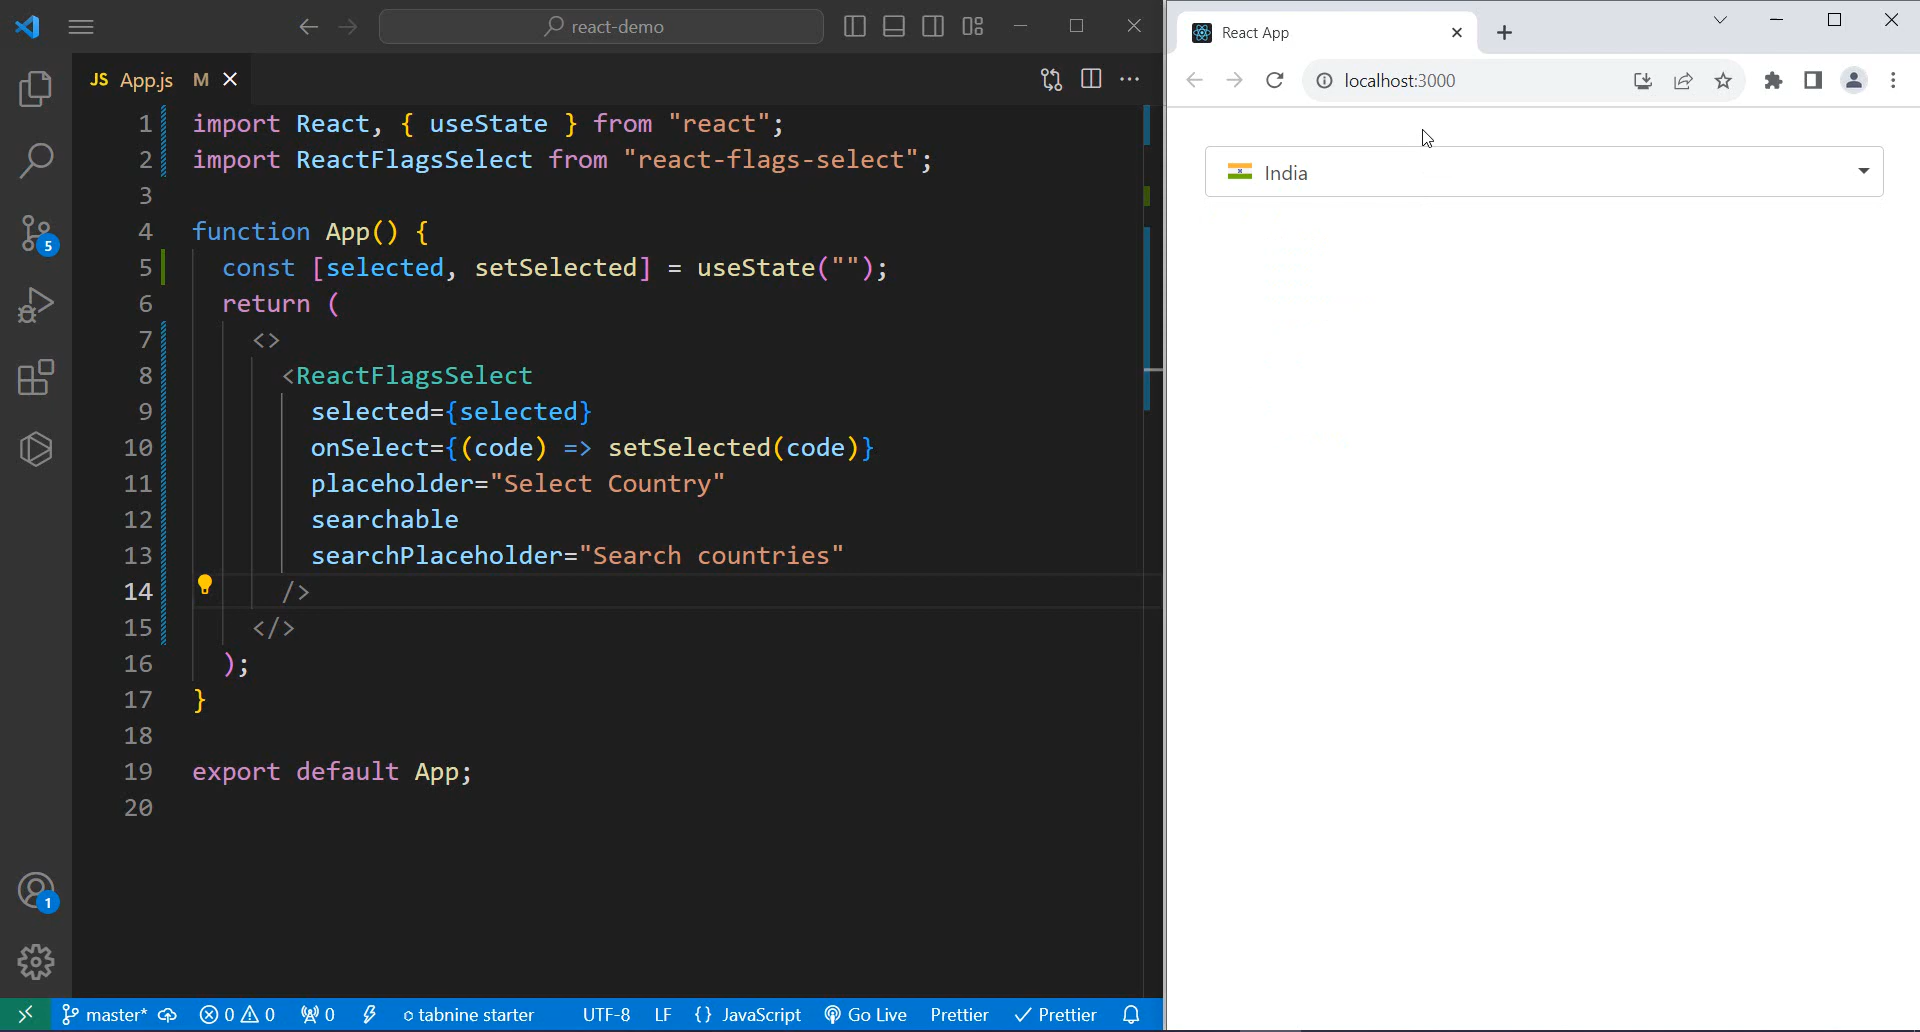 react-demo
JS App.js M
1 import React, { useState } from "react";
2 import ReactFlagsSelect from "react-flags-select";
3
4 function App() {
5 const [selected, setSelected] = useState("");
6 return (
7 <>
8 <ReactFlagsSelect
9 selected={selected}
10 onSelect={(code) => setSelected(code)}
11 placeholder="Select Country"
12 searchable
13 searchPlaceholder="Search countries"
14 />
15 </>
16 );
17 }
18
19 export default App;
20
5
1
master* 0 0 0 tabnine starter UTF-8 LF {} JavaScript Go Live Prettier Prettier
React App
localhost:3000
India